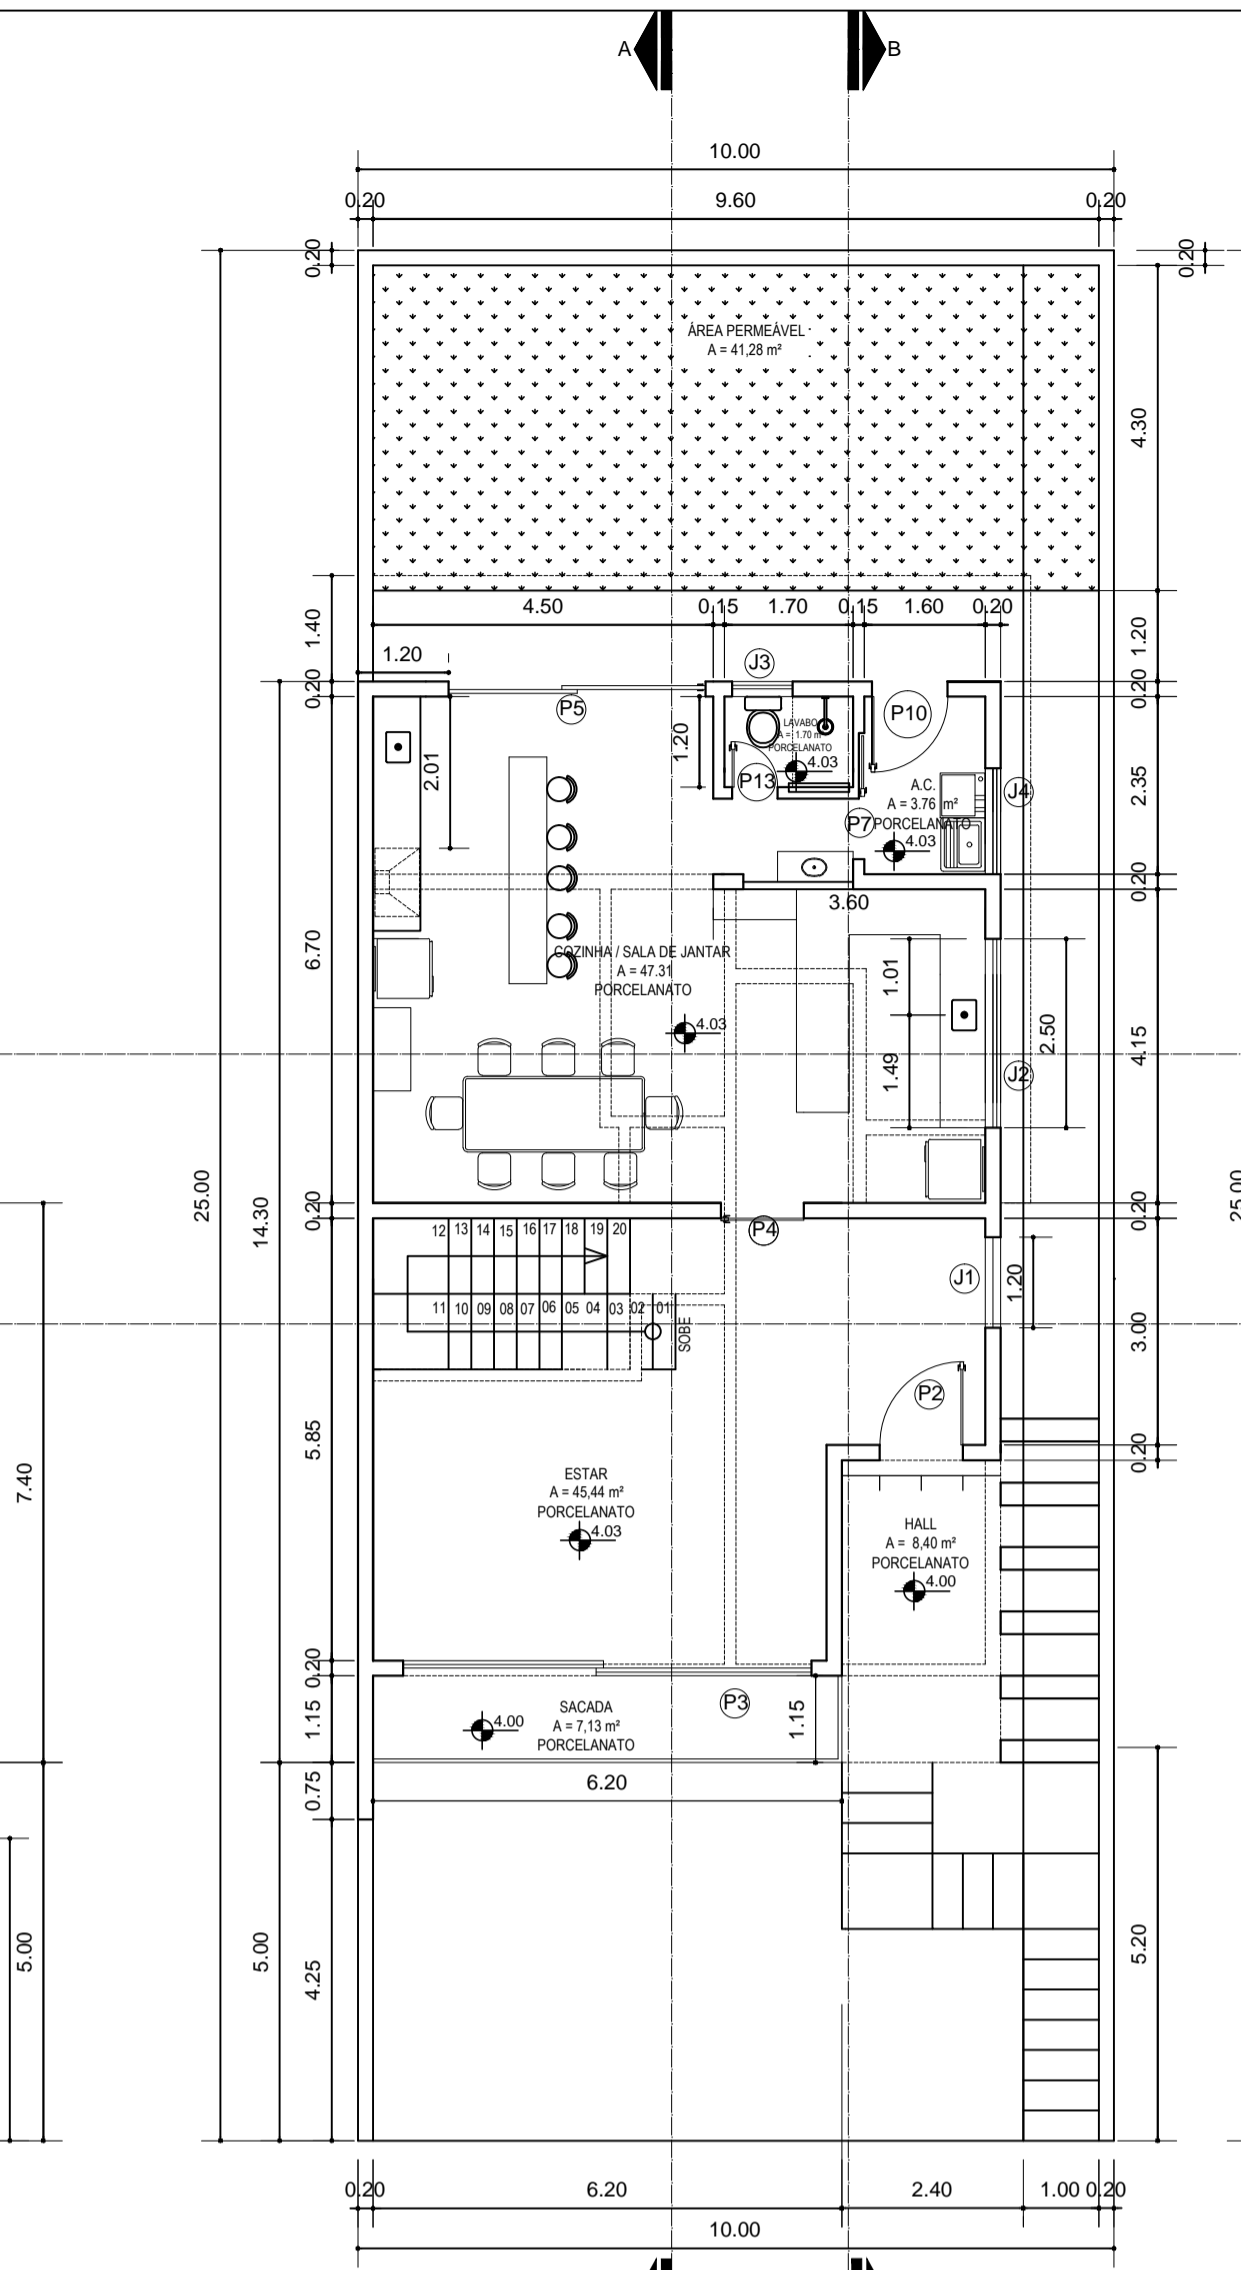 A
B
10.00
0.20
9.60
0.20
0.20
0.20
ÁREA PERMEÁVEL
A = 41,28 m²
4.30
4.50
0.15
1.70
0.15
1.60
0.20
1.40
1.20
1.20
J3
0.20
0.20
P5
P10
LAVABO
A = 1.70 m
PORCELANATO
4.03
1.20
P13
2.01
A.C.
A = 3.76 m²
PORCELANATO
J4
2.35
P7
4.03
0.20
3.60
COZINHA / SALA DE JANTAR
A = 47.31
PORCELANATO
4.03
6.70
1.01
1.49
2.50
J2
4.15
25.00
14.30
25.00
0.20
0.20
P4
12 13 14 15 16 17 18 19 20
11 10 09 08 07 06 05 04 03 02 01
SOBE
J1
1.20
3.00
P2
5.85
0.20
7.40
ESTAR
A = 45,44 m²
PORCELANATO
4.03
HALL
A = 8,40 m²
PORCELANATO
4.00
0.20
P3
1.15
SACADA
A = 7,13 m²
PORCELANATO
4.00
1.15
0.75
6.20
5.00
5.00
4.25
5.20
0.20
6.20
2.40
1.00
0.20
10.00